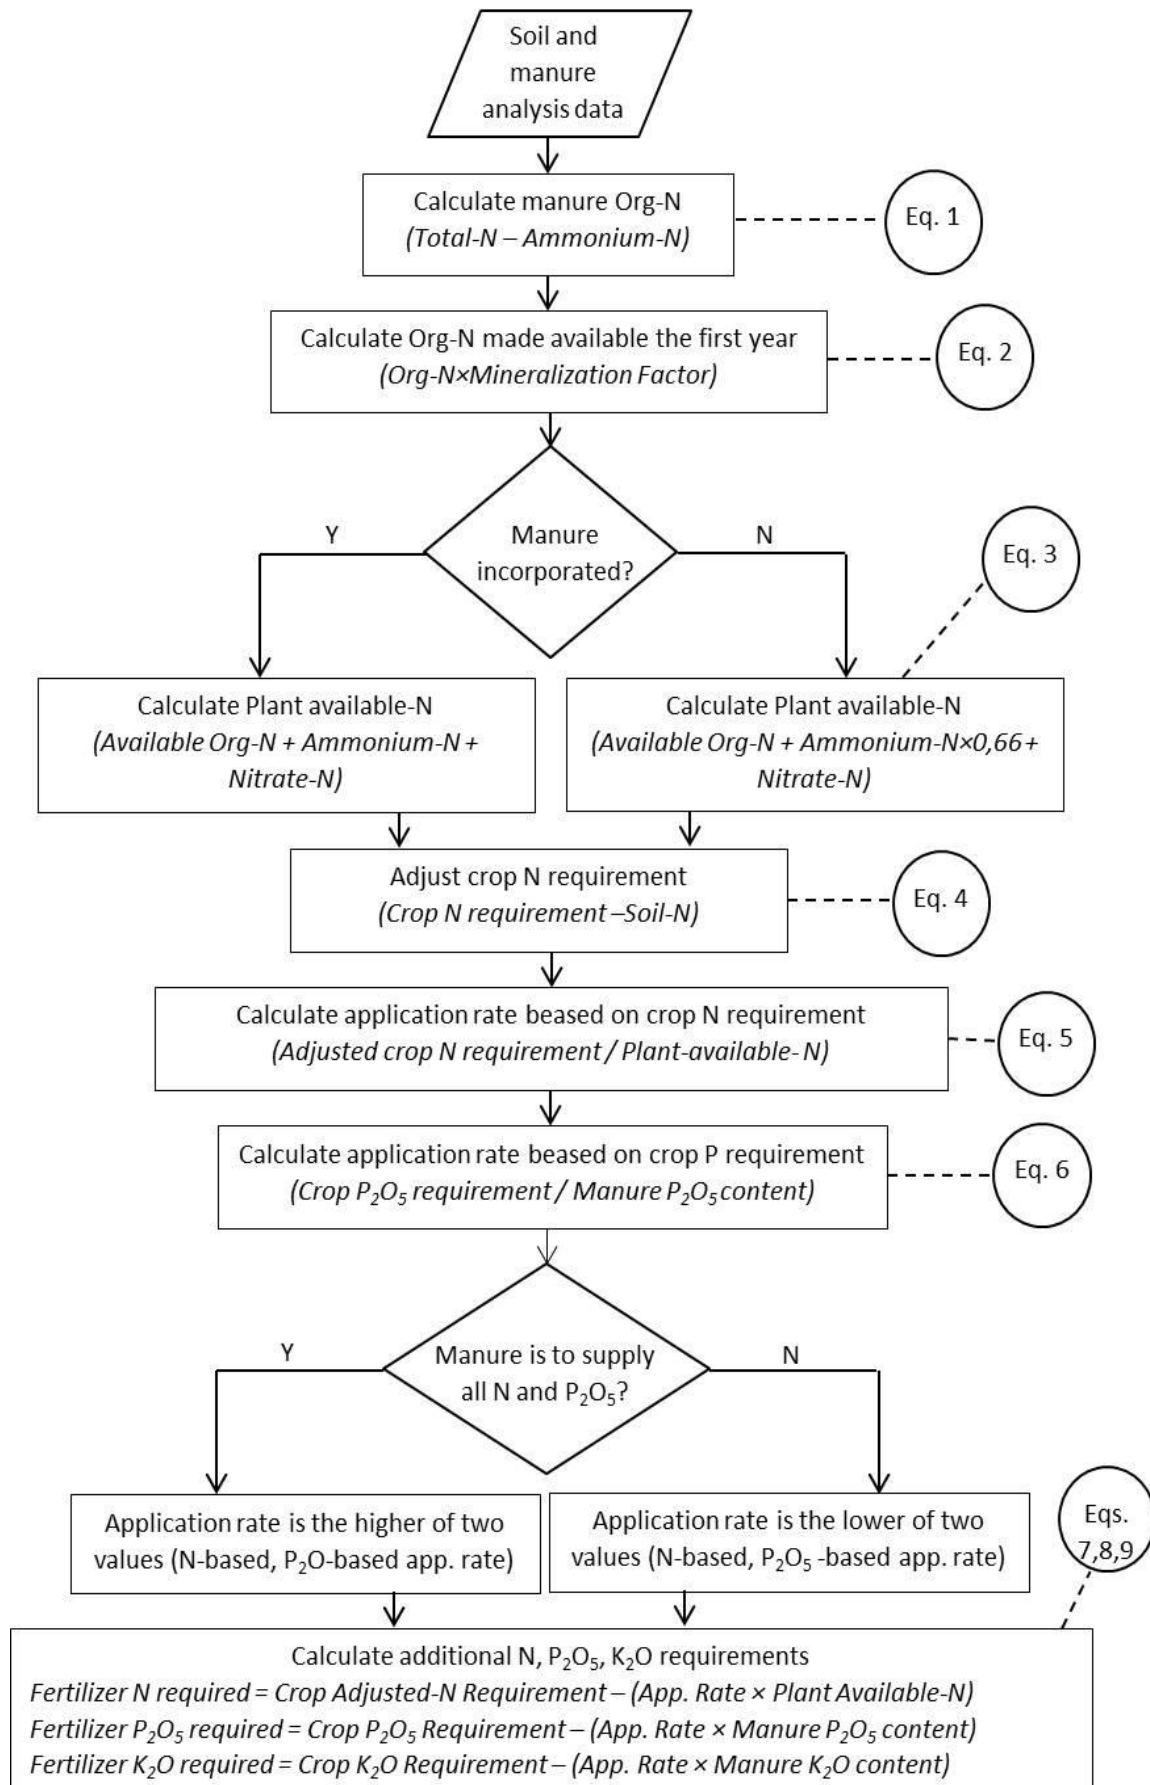 Soil and
manure
analysis data
Calculate manure Org-N
(Total-N – Ammonium-N)
Eq. 1
Calculate Org-N made available the first year
(Org-N×Mineralization Factor)
Eq. 2
Manure
incorporated?
Y
N
Eq. 3
Calculate Plant available-N
(Available Org-N + Ammonium-N +
Nitrate-N)
Calculate Plant available-N
(Available Org-N + Ammonium-N×0,66 +
Nitrate-N)
Adjust crop N requirement
(Crop N requirement –Soil-N)
Eq. 4
Calculate application rate beased on crop N requirement
(Adjusted crop N requirement / Plant-available- N)
Eq. 5
Calculate application rate beased on crop P requirement
(Crop P₂O₅ requirement / Manure P₂O₅ content)
Eq. 6
Manure is to supply
all N and P₂O₅?
Y
N
Application rate is the higher of two
values (N-based, P₂O-based app. rate)
Application rate is the lower of two
values (N-based, P₂O₅ -based app. rate)
Eqs.
7,8,9
Calculate additional N, P₂O₅, K₂O requirements
Fertilizer N required = Crop Adjusted-N Requirement – (App. Rate × Plant Available-N)
Fertilizer P₂O₅ required = Crop P₂O₅ Requirement – (App. Rate × Manure P₂O₅ content)
Fertilizer K₂O required = Crop K₂O Requirement – (App. Rate × Manure K₂O content)